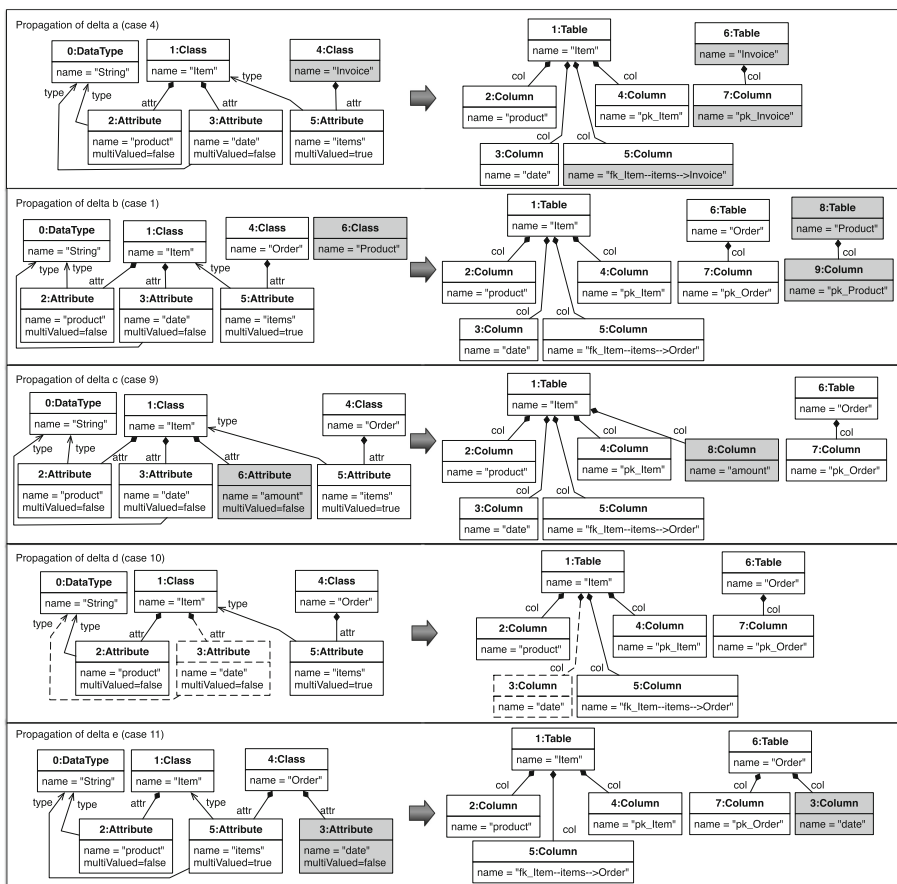 Propagation of delta a (case 4)
0:DataType
name = "String"
1:Class
name = "Item"
4:Class
name = "Invoice"
type
type
type
attr
attr
attr
2:Attribute
name = "product"
multiValued=false
3:Attribute
name = "date"
multiValued=false
5:Attribute
name = "items"
multiValued=true
1:Table
name = "Item"
6:Table
name = "Invoice"
col
col
col
2:Column
name = "product"
4:Column
name = "pk_Item"
7:Column
name = "pk_Invoice"
col
col
3:Column
name = "date"
5:Column
name = "fk_Item--items-->Invoice"
Propagation of delta b (case 1)
0:DataType
name = "String"
1:Class
name = "Item"
4:Class
name = "Order"
6:Class
name = "Product"
type
type
type
attr
attr
attr
2:Attribute
name = "product"
multiValued=false
3:Attribute
name = "date"
multiValued=false
5:Attribute
name = "items"
multiValued=true
1:Table
name = "Item"
6:Table
name = "Order"
8:Table
name = "Product"
col
col
col
col
2:Column
name = "product"
4:Column
name = "pk_Item"
7:Column
name = "pk_Order"
9:Column
name = "pk_Product"
col
col
3:Column
name = "date"
5:Column
name = "fk_Item--items-->Order"
Propagation of delta c (case 9)
0:DataType
name = "String"
1:Class
name = "Item"
4:Class
name = "Order"
type
type
type
attr
attr
attr
attr
2:Attribute
name = "product"
multiValued=false
3:Attribute
name = "date"
multiValued=false
6:Attribute
name = "amount"
multiValued=false
5:Attribute
name = "items"
multiValued=true
1:Table
name = "Item"
6:Table
name = "Order"
col
col
col
col
2:Column
name = "product"
4:Column
name = "pk_Item"
8:Column
name = "amount"
7:Column
name = "pk_Order"
col
col
3:Column
name = "date"
5:Column
name = "fk_Item--items-->Order"
Propagation of delta d (case 10)
0:DataType
name = "String"
1:Class
name = "Item"
4:Class
name = "Order"
type
type
type
attr
attr
attr
2:Attribute
name = "product"
multiValued=false
3:Attribute
name = "date"
multiValued=false
5:Attribute
name = "items"
multiValued=true
1:Table
name = "Item"
6:Table
name = "Order"
col
col
col
2:Column
name = "product"
4:Column
name = "pk_Item"
7:Column
name = "pk_Order"
col
col
3:Column
name = "date"
5:Column
name = "fk_Item--items-->Order"
Propagation of delta e (case 11)
0:DataType
name = "String"
1:Class
name = "Item"
4:Class
name = "Order"
type
type
attr
type
attr
attr
2:Attribute
name = "product"
multiValued=false
5:Attribute
name = "items"
multiValued=true
3:Attribute
name = "date"
multiValued=false
1:Table
name = "Item"
6:Table
name = "Order"
col
col
col
col
2:Column
name = "product"
4:Column
name = "pk_Item"
7:Column
name = "pk_Order"
3:Column
name = "date"
col
5:Column
name = "fk_Item--items-->Order"